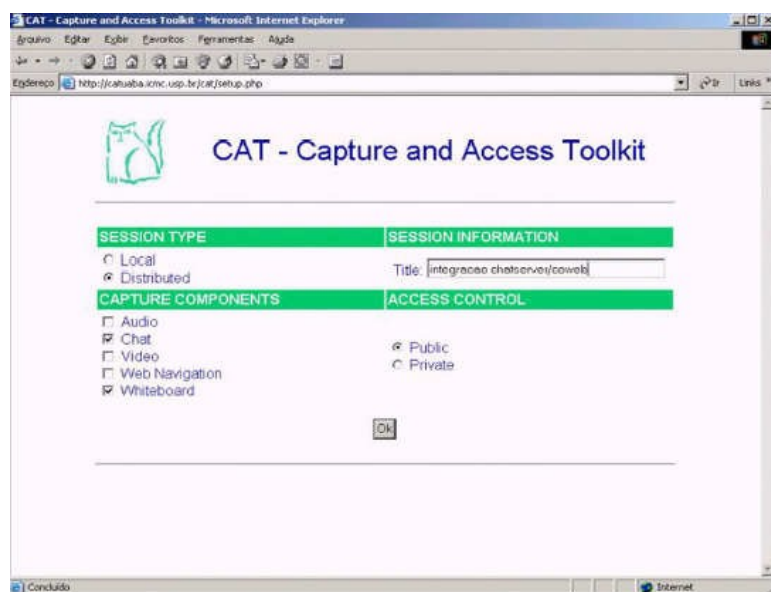 CAT - Capture and Access Toolkit - Microsoft Internet Explorer
Arquivo Editar Exibir Favoritos Ferramentas Ajuda
Endereço http://catuaba.icmc.usp.br/cat/setup.php Ir Links
CAT - Capture and Access Toolkit
SESSION TYPE
Local
Distributed
SESSION INFORMATION
Title: integracao chatserver/coweb
CAPTURE COMPONENTS
Audio
Chat
Video
Web Navigation
Whiteboard
ACCESS CONTROL
Public
Private
Ok
Concluído Internet